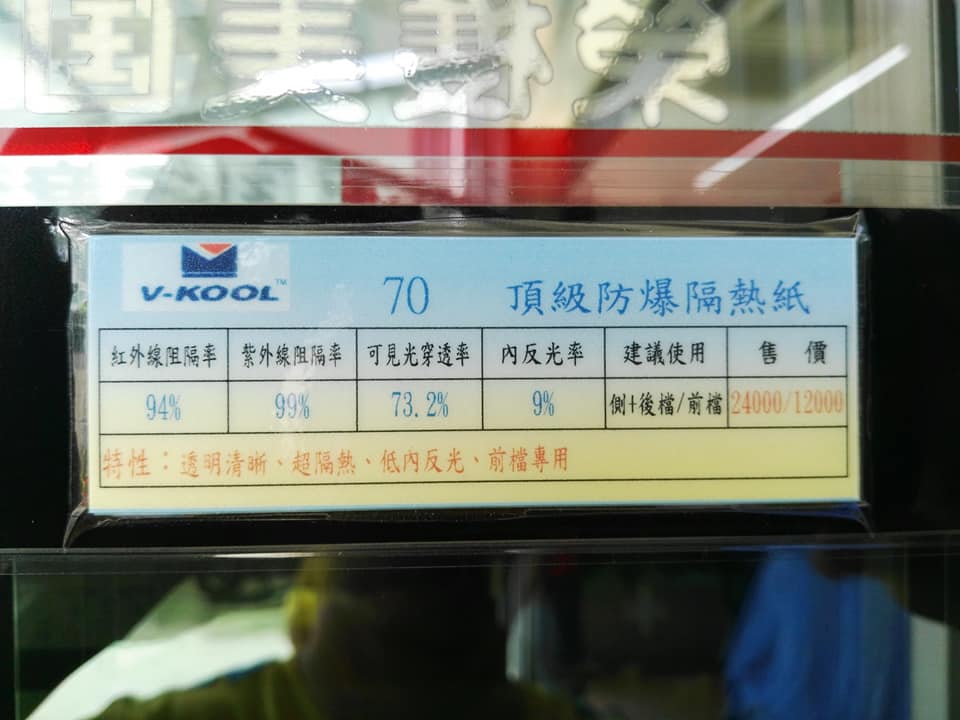 V-KOOL™ 70 頂級防爆隔熱紙
紅外線阻隔率 紫外線阻隔率 可見光穿透率 內反光率 建議使用 售 價
94% 99% 73.2% 9% 側+後檔/前檔 24000/12000
特性：透明清晰、超隔熱、低內反光、前檔專用